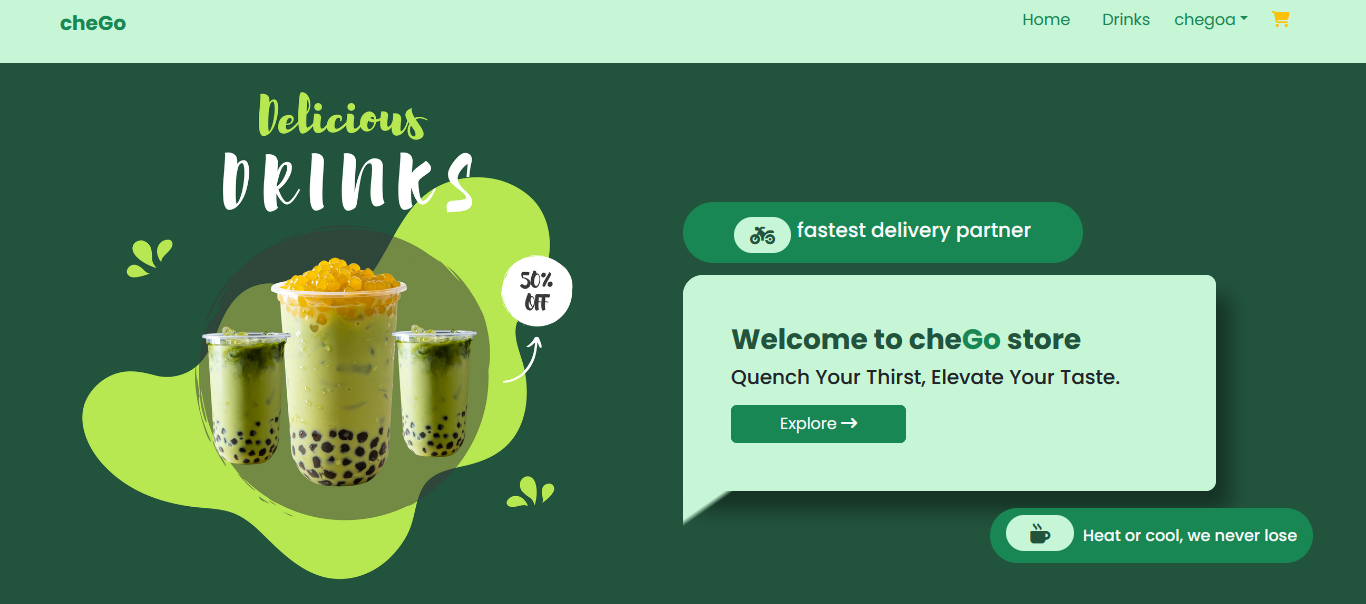 cheGo
Home Drinks chegoa
Delicious
DRINKS
50%
OFF
fastest delivery partner
Welcome to cheGo store
Quench Your Thirst, Elevate Your Taste.
Explore →
Heat or cool, we never lose